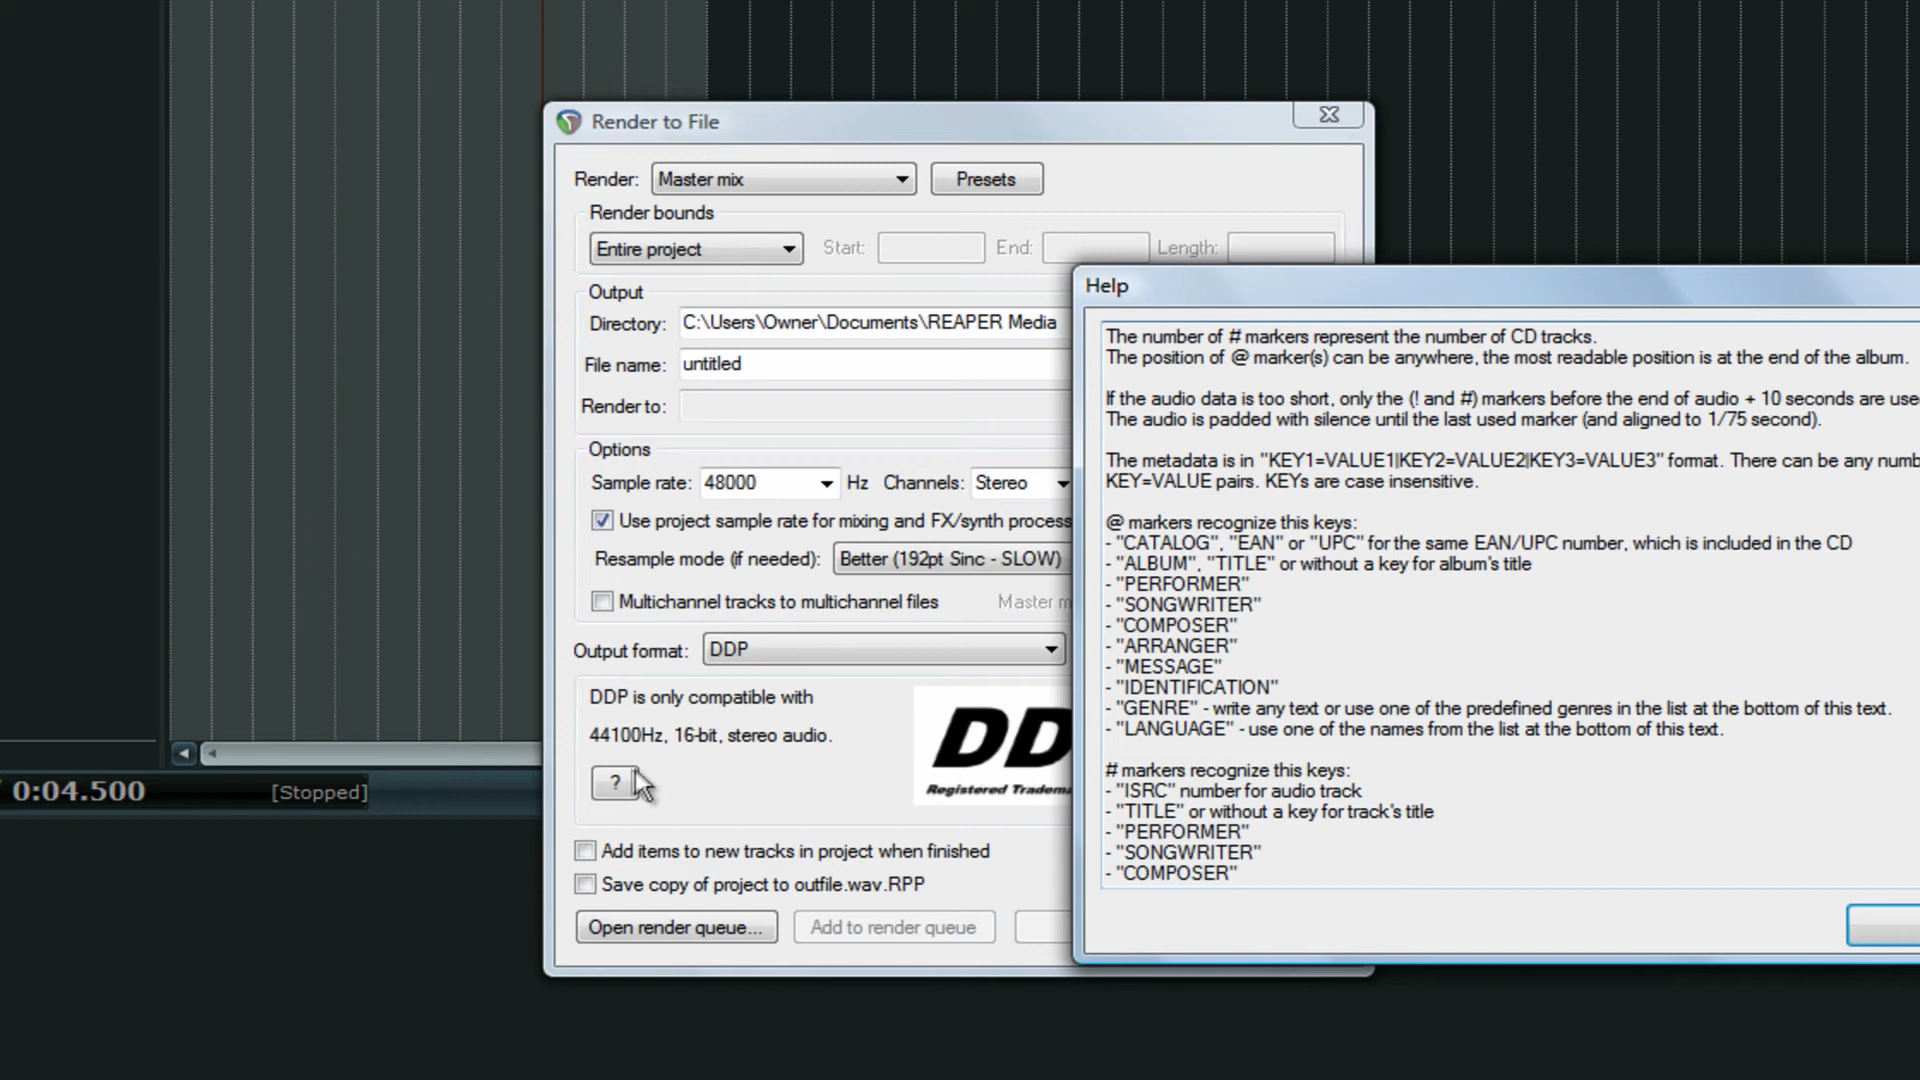 Render to File
Render: Master mix Presets
Render bounds
Entire project Start: End: Length:
Output
Directory: C:\Users\Owner\Documents\REAPER Media
File name: untitled
Render to:
Options
Sample rate: 48000 Hz Channels: Stereo
Use project sample rate for mixing and FX/synth process
Resample mode (if needed): Better (192pt Sinc - SLOW)
Multichannel tracks to multichannel files Master m
Output format: DDP
DDP is only compatible with
44100Hz, 16-bit, stereo audio.
?
DD
Registered Tradema
Add items to new tracks in project when finished
Save copy of project to outfile.wav.RPP
Open render queue... Add to render queue
Help
The number of # markers represent the number of CD tracks.
The position of @ marker(s) can be anywhere, the most readable position is at the end of the album.
If the audio data is too short, only the (! and #) markers before the end of audio + 10 seconds are use
The audio is padded with silence until the last used marker (and aligned to 1/75 second).
The metadata is in "KEY1=VALUE1|KEY2=VALUE2|KEY3=VALUE3" format. There can be any numb
KEY=VALUE pairs. KEYs are case insensitive.
@ markers recognize this keys:
- "CATALOG", "EAN" or "UPC" for the same EAN/UPC number, which is included in the CD
- "ALBUM", "TITLE" or without a key for album's title
- "PERFORMER"
- "SONGWRITER"
- "COMPOSER"
- "ARRANGER"
- "MESSAGE"
- "IDENTIFICATION"
- "GENRE" - write any text or use one of the predefined genres in the list at the bottom of this text.
- "LANGUAGE" - use one of the names from the list at the bottom of this text.
# markers recognize this keys:
- "ISRC" number for audio track
- "TITLE" or without a key for track's title
- "PERFORMER"
- "SONGWRITER"
- "COMPOSER"
0:04.500 [Stopped]